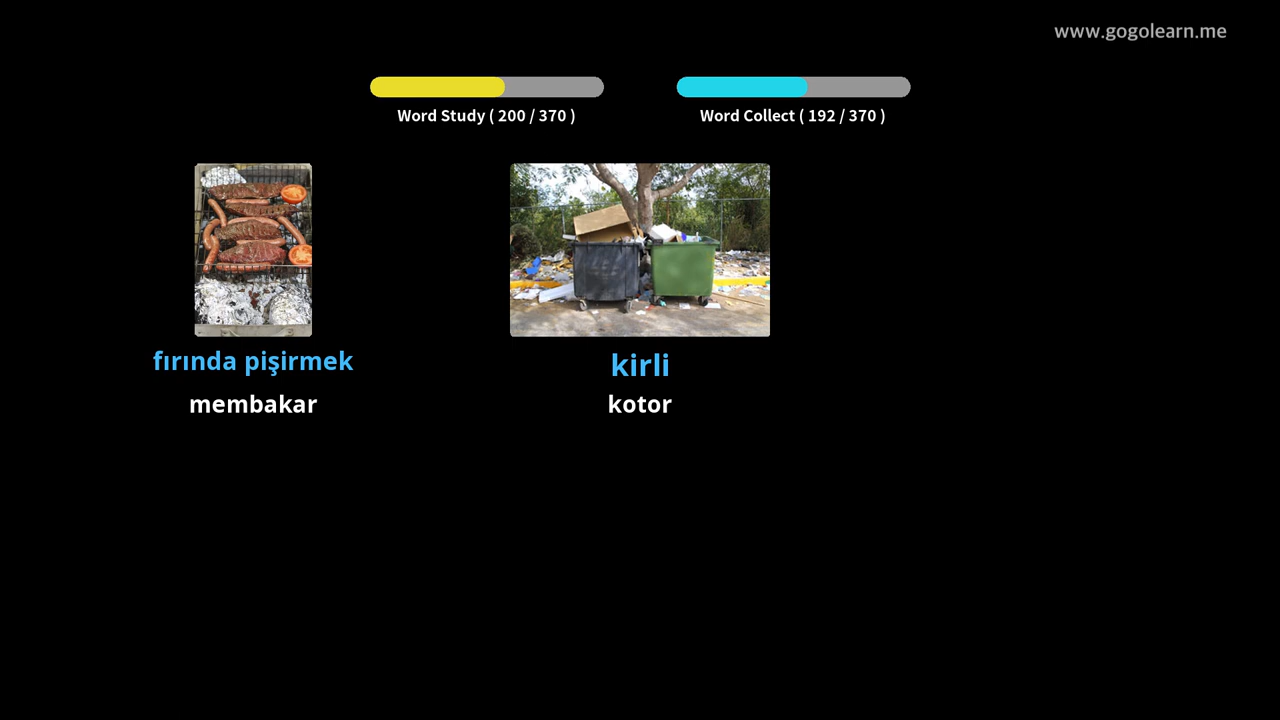 www.gogolearn.me
Word Study ( 200 / 370 )
Word Collect ( 192 / 370 )
fırında pişirmek
membakar
kirli
kotor